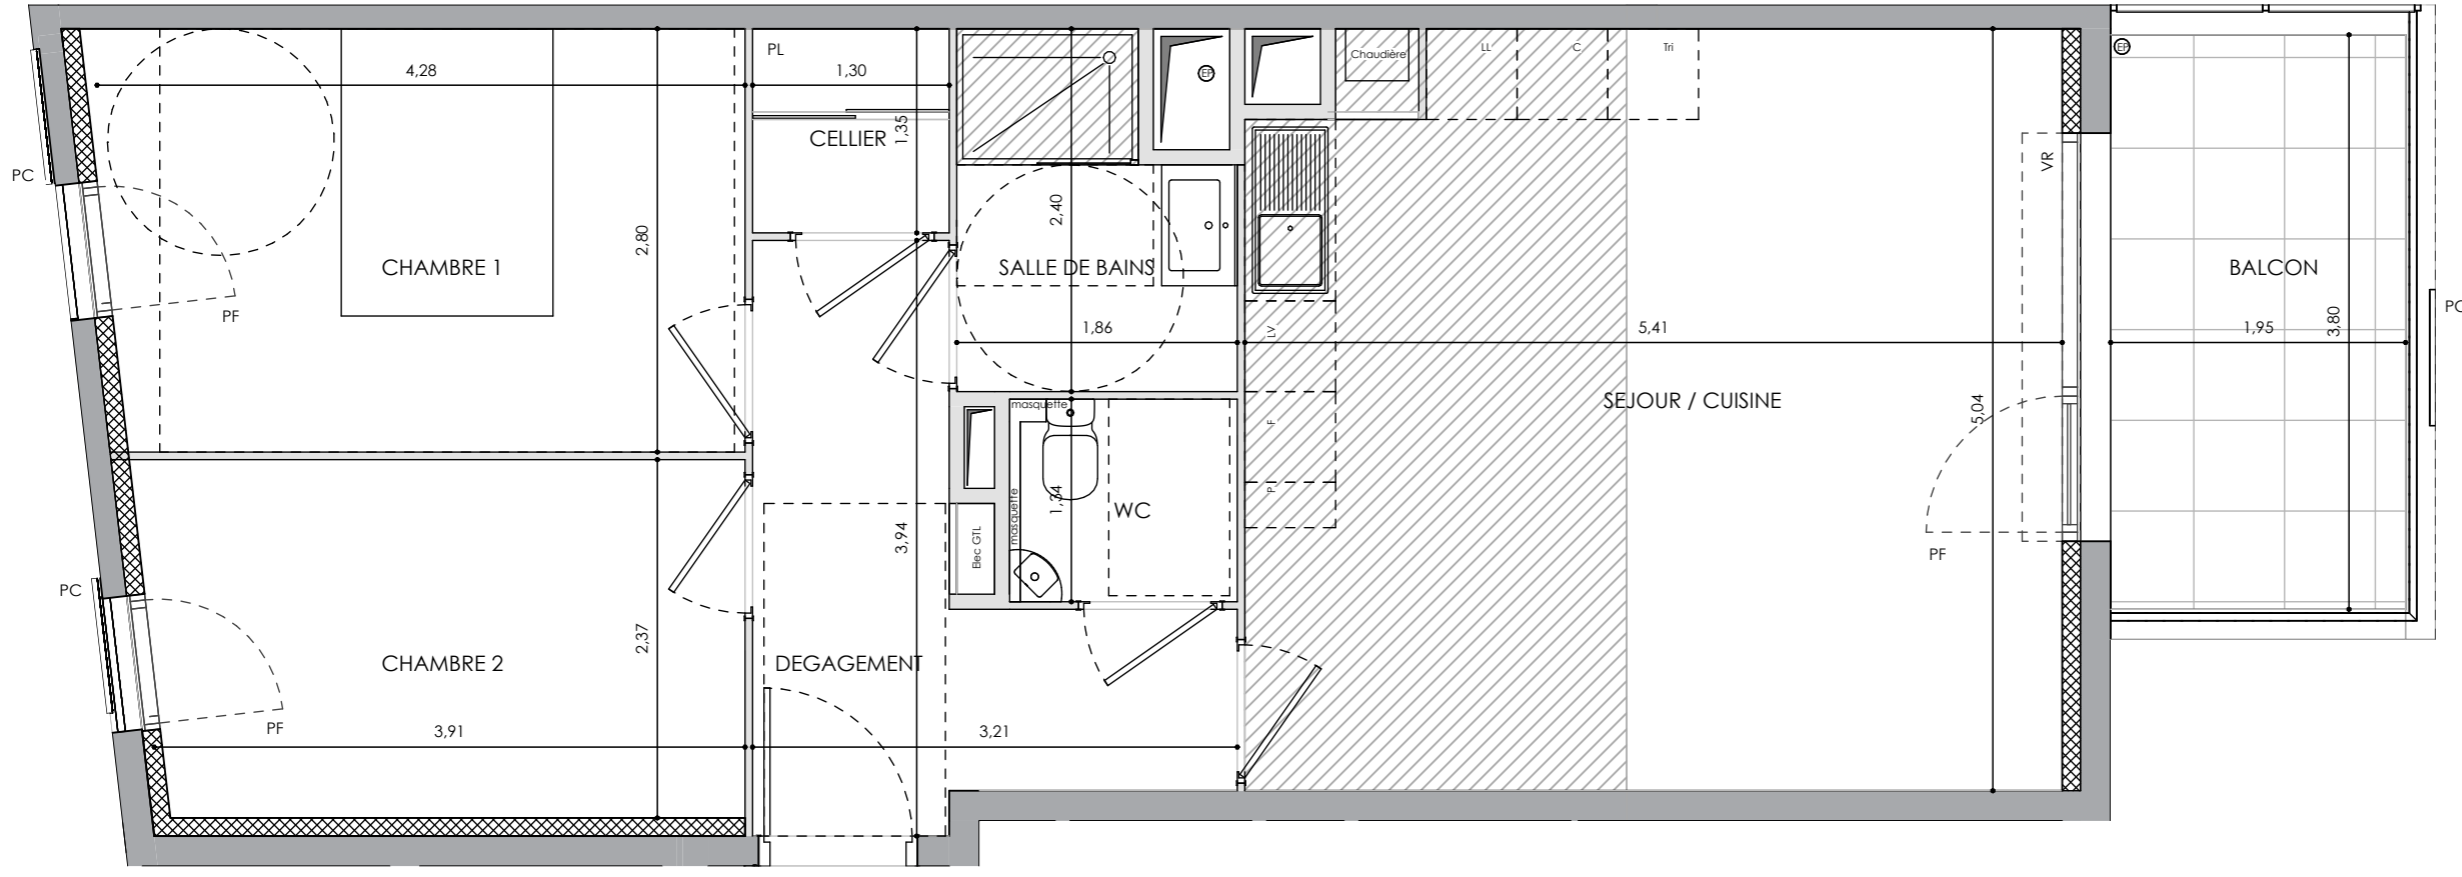 PL
Chaudière
LL
C
Tri
EP
EP
4,28
1,30
CELLIER
1,35
VR
PC
2,40
2,80
CHAMBRE 1
SALLE DE BAINS
BALCON
PF
1,86
LV
5,41
1,95
3,80
PC
masquette
SEJOUR / CUISINE
5,04
F
P
masquette
1,34
WC
3,94
Bec GTL
PF
PC
2,37
CHAMBRE 2
DEGAGEMENT
PF
3,91
3,21